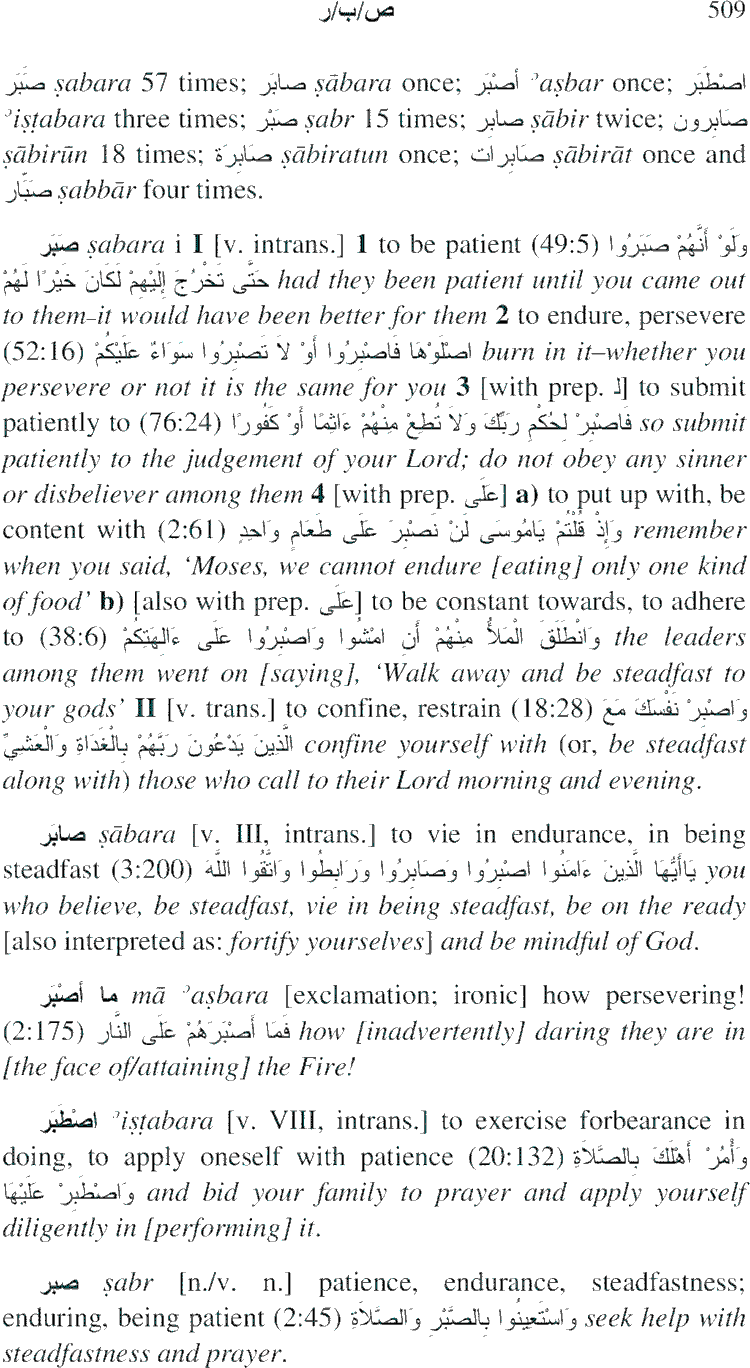 ص/ب/ر 509
صَبَر ṣabara 57 times; صابَر ṣābara once; أصْبَر ʾaṣbar once; اصْطَبَر
ʾiṣṭabara three times; صَبْر ṣabr 15 times; صابِر ṣābir twice; صَابِرون
ṣābirūn 18 times; صَابِرَة ṣābiratun once; صَابِرات ṣābirāt once and
صَبَّار ṣabbār four times.
صَبَر ṣabara i I [v. intrans.] 1 to be patient (49:5) وَلَوْ أَنَّهُمْ صَبَرُوا
حَتَّى تَخْرُجَ إِلَيْهِمْ لَكَانَ خَيْرًا لَهُمْ had they been patient until you came out
to them–it would have been better for them 2 to endure, persevere
(52:16) اصْلَوْهَا فَاصْبِرُوا أَوْ لاَ تَصْبِرُوا سَوَاءٌ عَلَيْكُمْ burn in it–whether you
persevere or not it is the same for you 3 [with prep. لـ] to submit
patiently to (76:24) فَاصْبِرْ لِحُكْمِ رَبِّكَ وَلاَ تُطِعْ مِنْهُمْ ءَاثِمًا أَوْ كَفُورًا so submit
patiently to the judgement of your Lord; do not obey any sinner
or disbeliever among them 4 [with prep. عَلَى] a) to put up with, be
content with (2:61) وَإِذْ قُلْتُمْ يَامُوسَى لَنْ نَصْبِرَ عَلَى طَعَامٍ وَاحِدٍ remember
when you said, ‘Moses, we cannot endure [eating] only one kind
of food’ b) [also with prep. عَلَى] to be constant towards, to adhere
to (38:6) وَانْطَلَقَ الْمَلأُ مِنْهُمْ أَنِ امْشُوا وَاصْبِرُوا عَلَى ءَالِهَتِكُمْ the leaders
among them went on [saying], ‘Walk away and be steadfast to
your gods’ II [v. trans.] to confine, restrain (18:28) وَاصْبِرْ نَفْسَكَ مَعَ
الَّذِينَ يَدْعُونَ رَبَّهُمْ بِالْغَدَاةِ وَالْعَشِيِّ confine yourself with (or, be steadfast
along with) those who call to their Lord morning and evening.
صابَر ṣābara [v. III, intrans.] to vie in endurance, in being
steadfast (3:200) يَاأَيُّهَا الَّذِينَ ءَامَنُوا اصْبِرُوا وَصَابِرُوا وَرَابِطُوا وَاتَّقُوا اللَّهَ you
who believe, be steadfast, vie in being steadfast, be on the ready
[also interpreted as: fortify yourselves] and be mindful of God.
ما أصْبَر mā ʾaṣbara [exclamation; ironic] how persevering!
(2:175) فَمَا أَصْبَرَهُمْ عَلَى النَّار how [inadvertently] daring they are in
[the face of/attaining] the Fire!
اصْطَبَر ʾiṣṭabara [v. VIII, intrans.] to exercise forbearance in
doing, to apply oneself with patience (20:132) وَأْمُرْ أَهْلَكَ بِالصَّلاَةِ
وَاصْطَبِرْ عَلَيْهَا and bid your family to prayer and apply yourself
diligently in [performing] it.
صبر ṣabr [n./v. n.] patience, endurance, steadfastness;
enduring, being patient (2:45) وَاسْتَعِينُوا بِالصَّبْرِ وَالصَّلاَةِ seek help with
steadfastness and prayer.